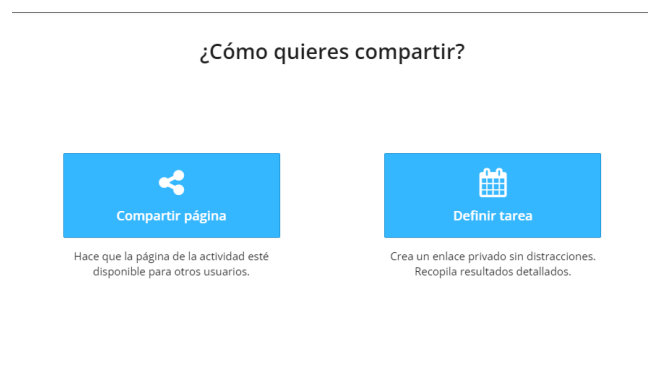 ¿Cómo quieres compartir?
Compartir página
Hace que la página de la actividad esté
disponible para otros usuarios.
Definir tarea
Crea un enlace privado sin distracciones.
Recopila resultados detallados.